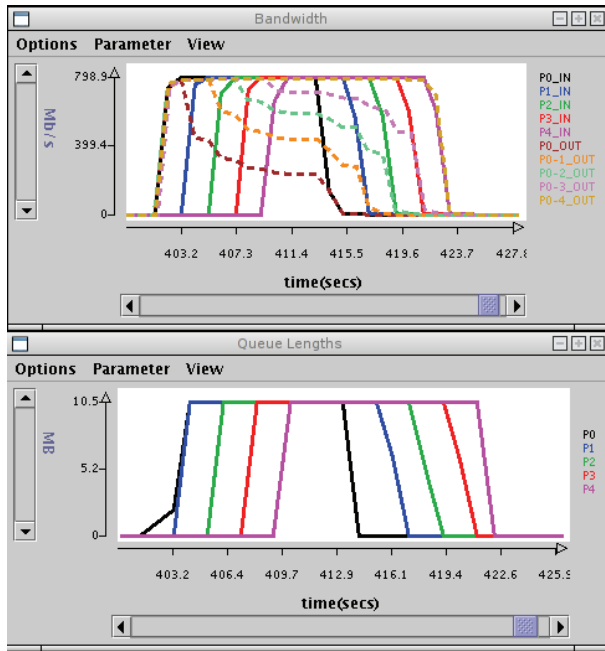 Bandwidth
Options Parameter View
Mb/s
798.9
399.4
0
403.2 407.3 411.4 415.5 419.6 423.7 427.8
time(secs)
P0_IN
P1_IN
P2_IN
P3_IN
P4_IN
P0_OUT
P0-1_OUT
P0-2_OUT
P0-3_OUT
P0-4_OUT
Queue Lengths
Options Parameter View
MB
10.5
5.2
0
403.2 406.4 409.7 412.9 416.1 419.4 422.6
time(secs)
P0
P1
P2
P3
P4